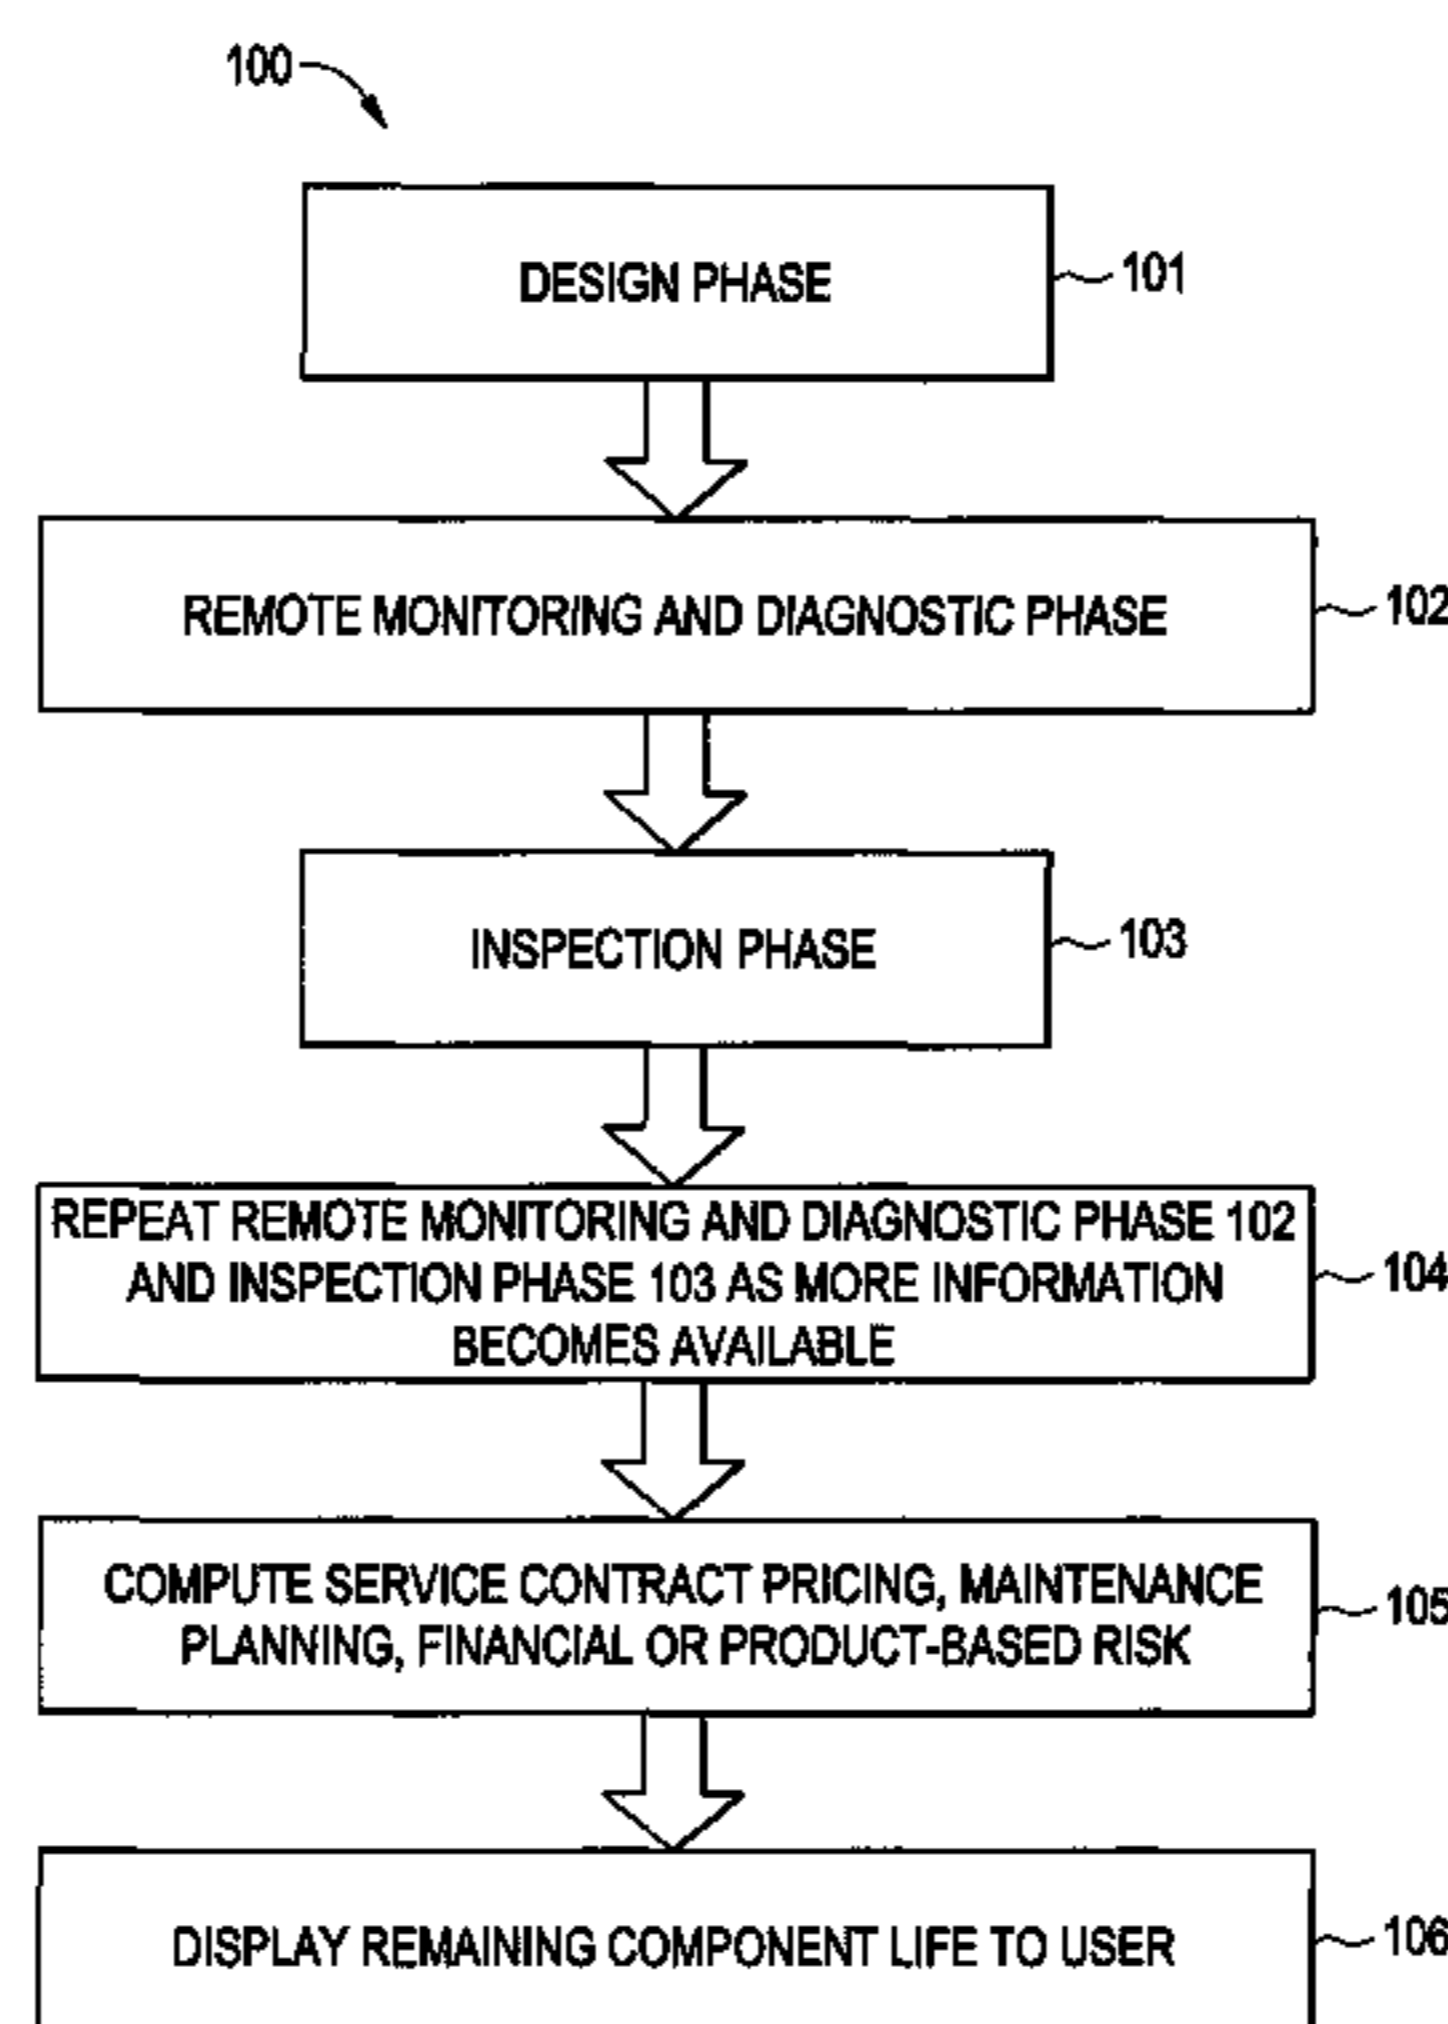 100
DESIGN PHASE
101
REMOTE MONITORING AND DIAGNOSTIC PHASE
102
INSPECTION PHASE
103
REPEAT REMOTE MONITORING AND DIAGNOSTIC PHASE 102
AND INSPECTION PHASE 103 AS MORE INFORMATION
BECOMES AVAILABLE
104
COMPUTE SERVICE CONTRACT PRICING, MAINTENANCE
PLANNING, FINANCIAL OR PRODUCT-BASED RISK
105
DISPLAY REMAINING COMPONENT LIFE TO USER
106